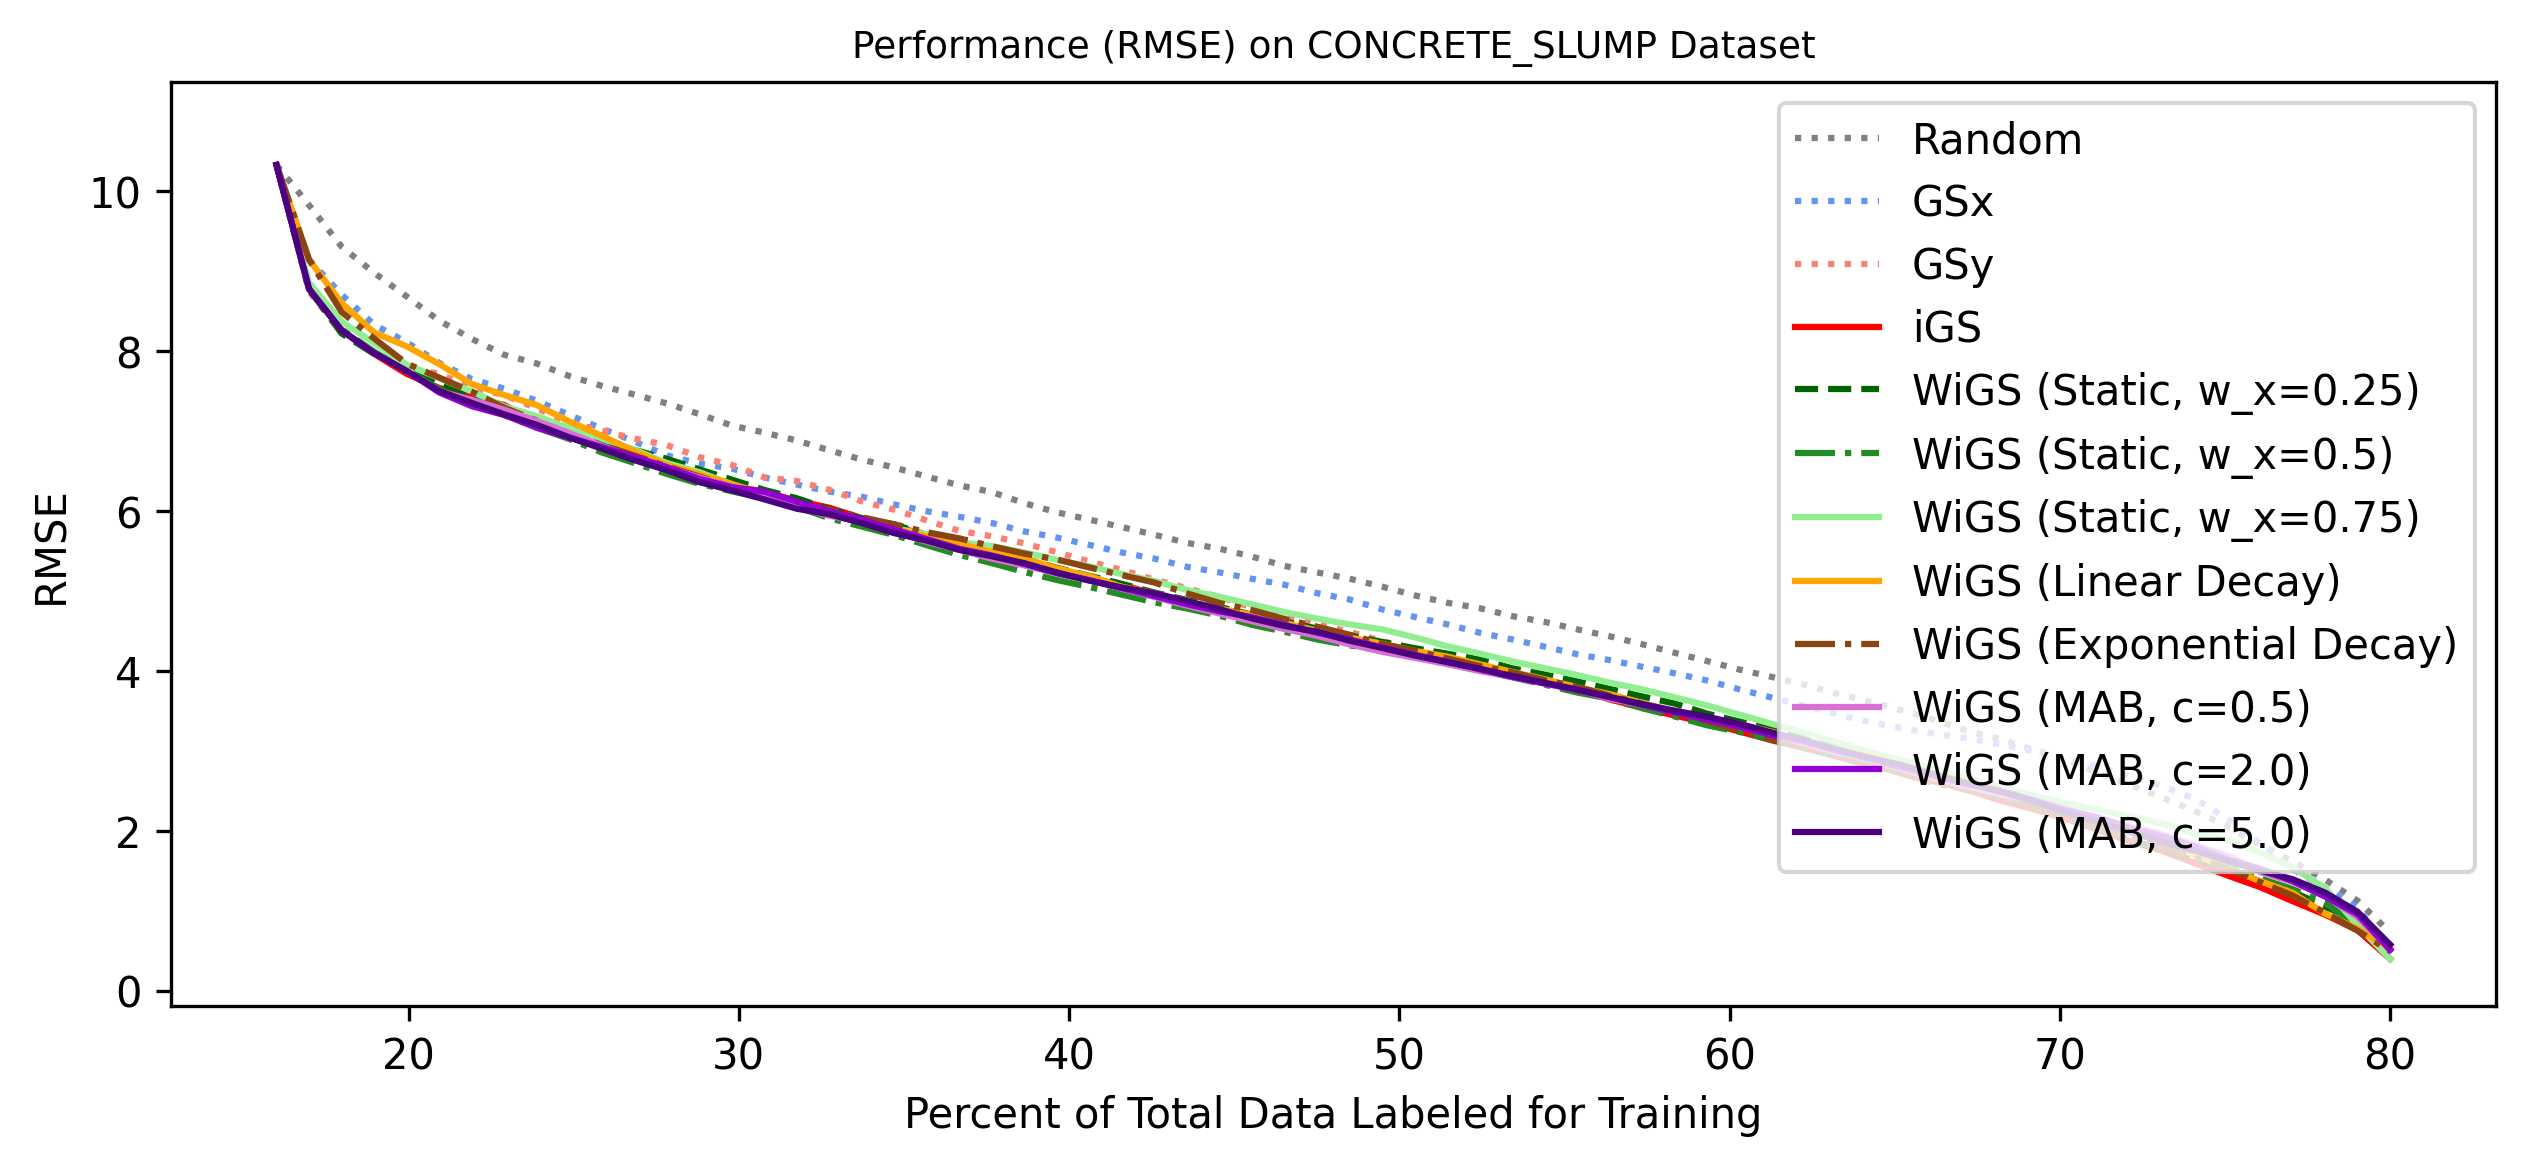 Performance (RMSE) on CONCRETE_SLUMP Dataset
RMSE
10
8
6
4
2
0
Random
GSx
GSy
iGS
WiGS (Static, w_x=0.25)
WiGS (Static, w_x=0.5)
WiGS (Static, w_x=0.75)
WiGS (Linear Decay)
WiGS (Exponential Decay)
WiGS (MAB, c=0.5)
WiGS (MAB, c=2.0)
WiGS (MAB, c=5.0)
20 30 40 50 60 70 80
Percent of Total Data Labeled for Training